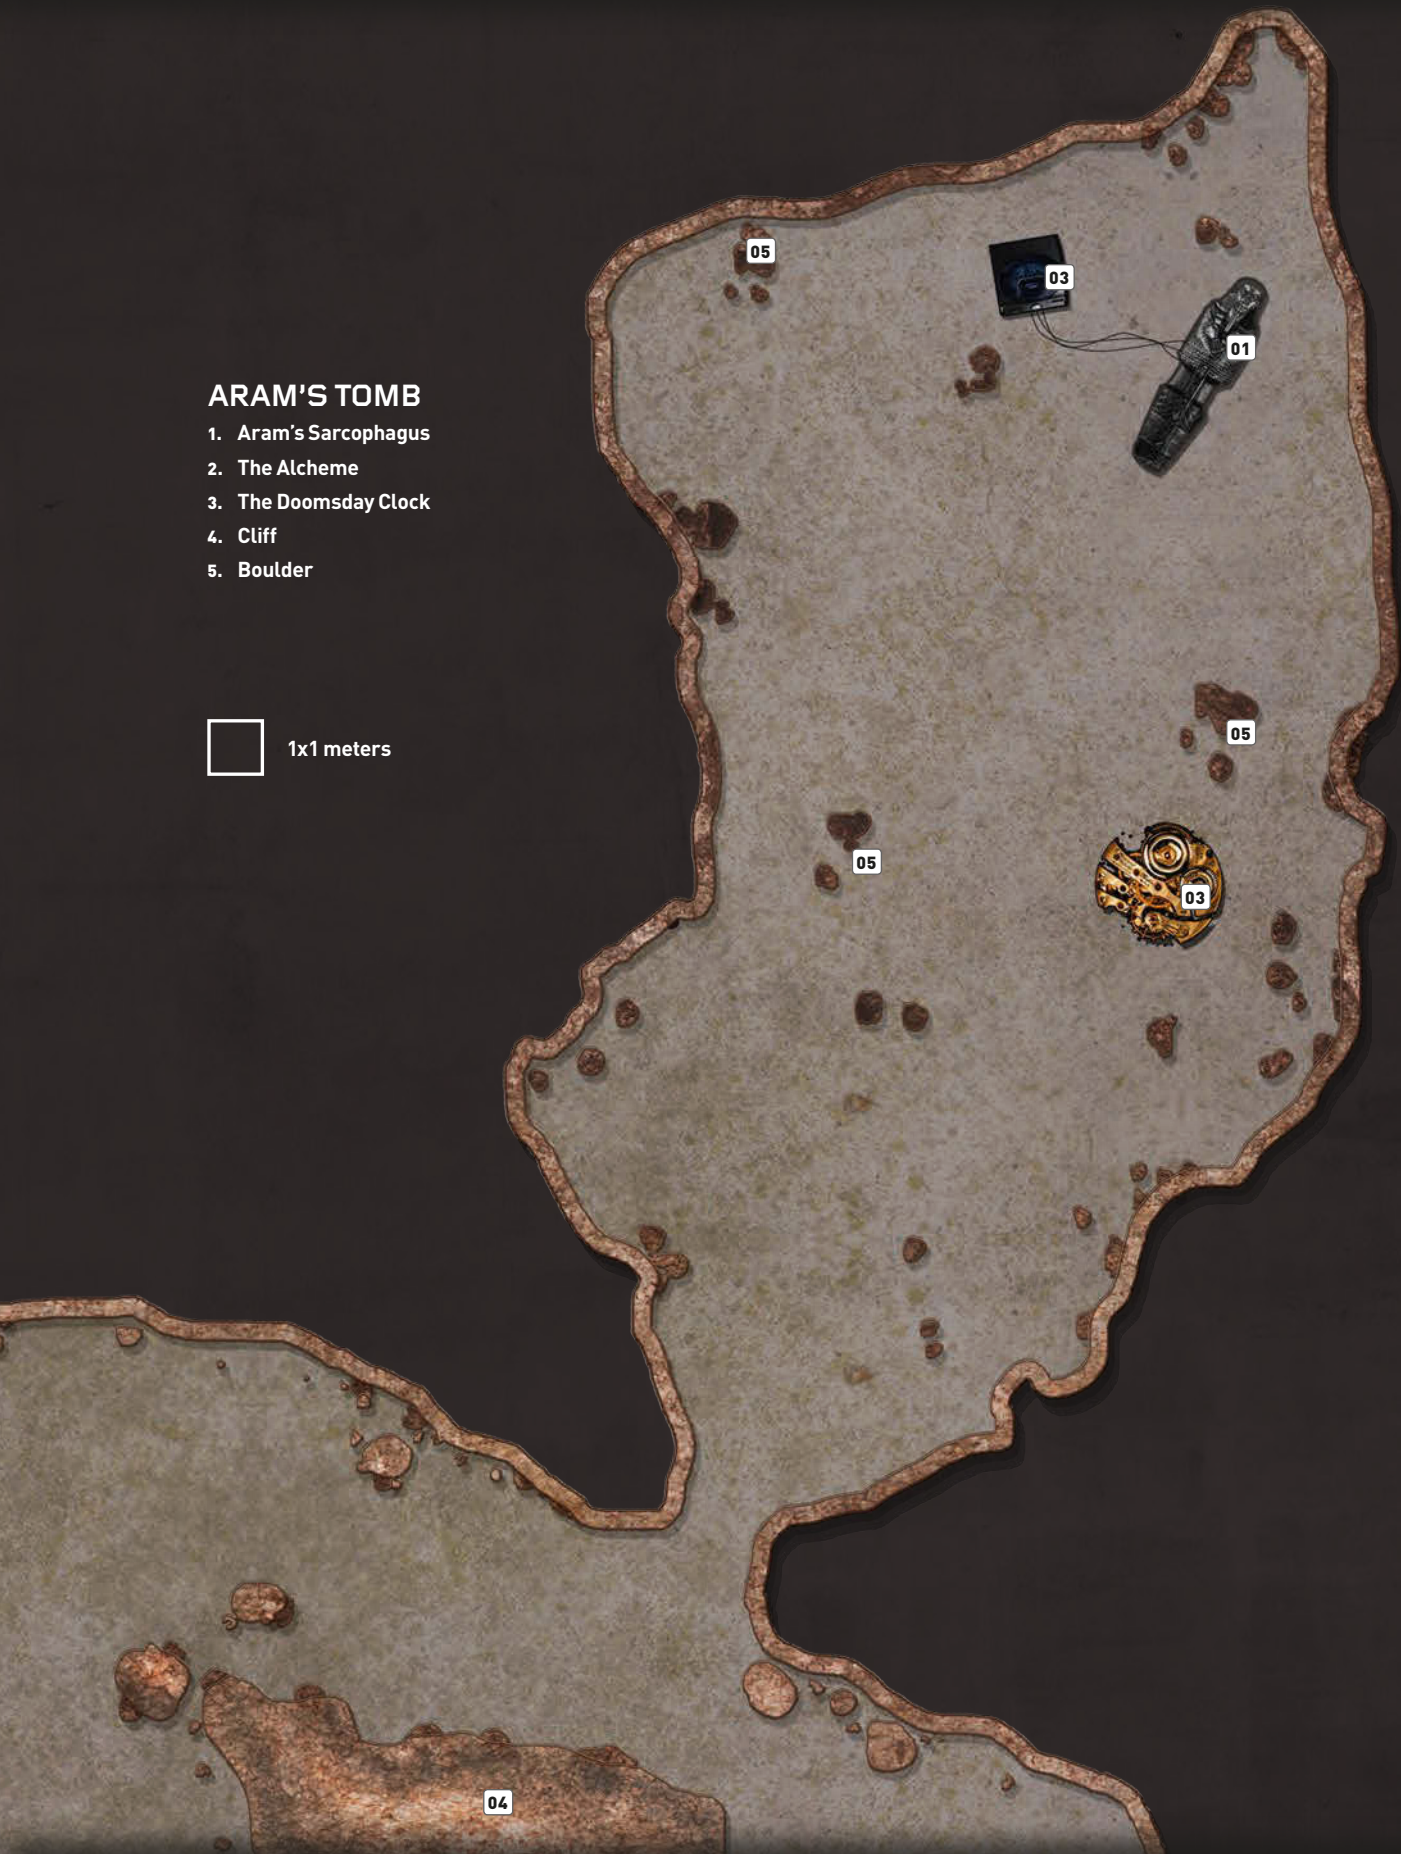 05
03
01
ARAM'S TOMB
1. Aram's Sarcophagus
2. The Alcheme
3. The Doomsday Clock
4. Cliff
5. Boulder
05
1x1 meters
05
03
04